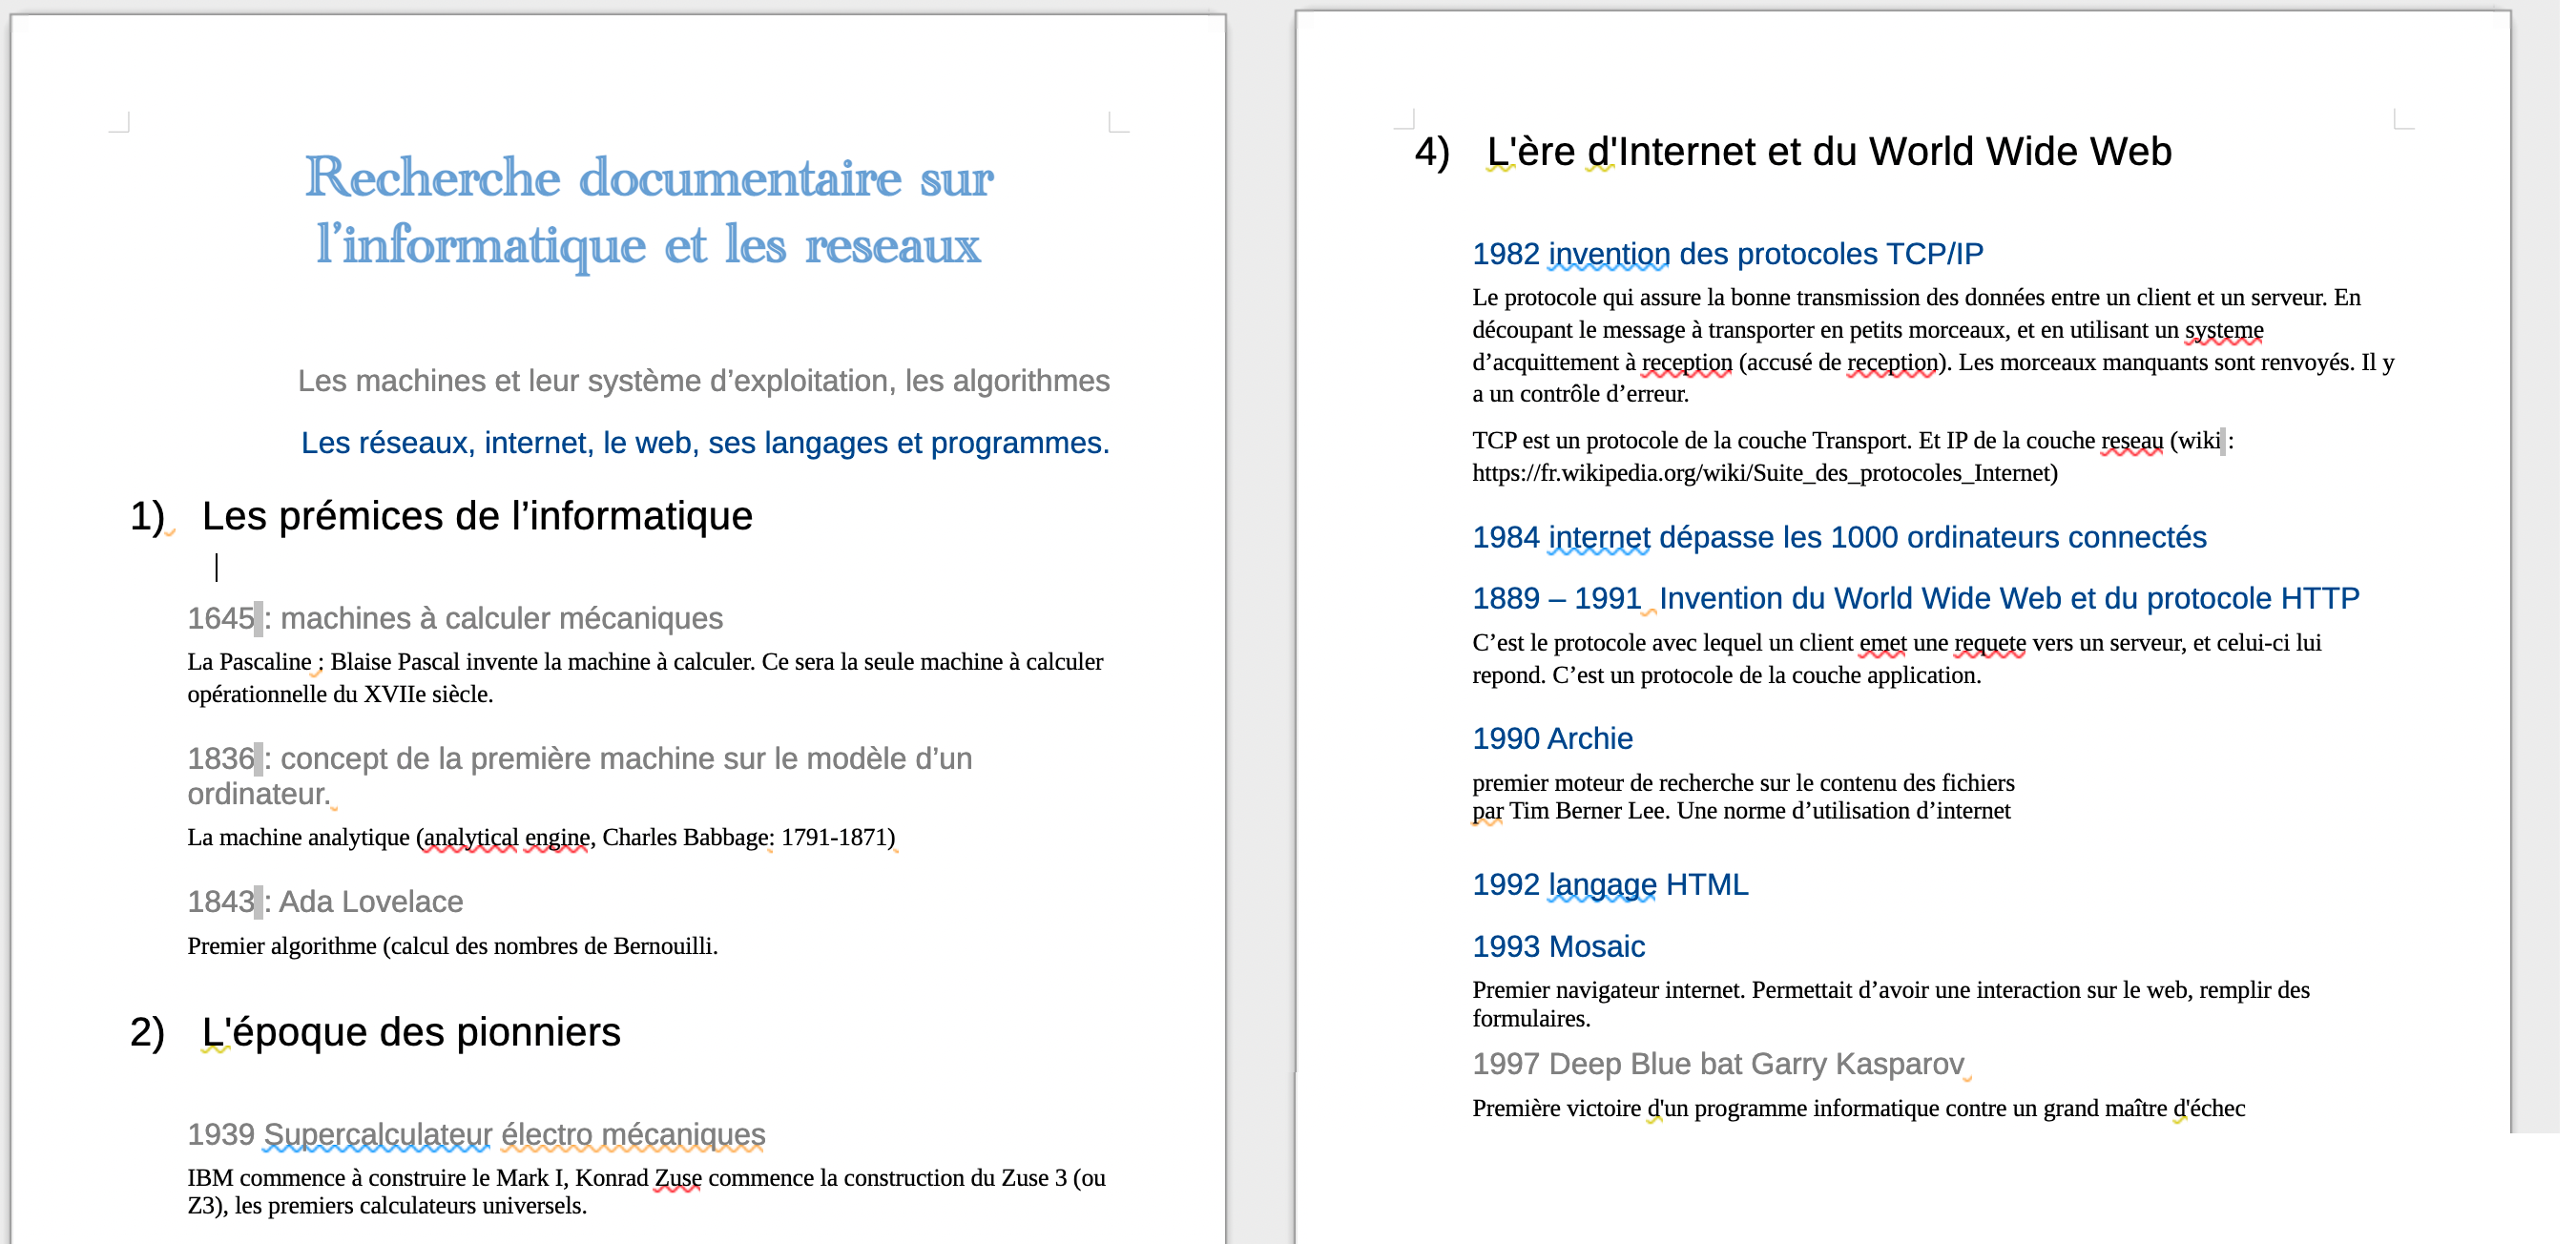 Recherche documentaire sur
l’informatique et les reseaux
Les machines et leur système d’exploitation, les algorithmes
Les réseaux, internet, le web, ses langages et programmes.
1) Les prémices de l’informatique
1645 : machines à calculer mécaniques
La Pascaline : Blaise Pascal invente la machine à calculer. Ce sera la seule machine à calculer
opérationnelle du XVIIe siècle.
1836 : concept de la première machine sur le modèle d’un
ordinateur.
La machine analytique (analytical engine, Charles Babbage: 1791-1871)
1843 : Ada Lovelace
Premier algorithme (calcul des nombres de Bernouilli.
2) L'époque des pionniers
1939 Supercalculateur électro mécaniques
IBM commence à construire le Mark I, Konrad Zuse commence la construction du Zuse 3 (ou
Z3), les premiers calculateurs universels.
4) L'ère d'Internet et du World Wide Web
1982 invention des protocoles TCP/IP
Le protocole qui assure la bonne transmission des données entre un client et un serveur. En
découpant le message à transporter en petits morceaux, et en utilisant un systeme
d’acquittement à reception (accusé de reception). Les morceaux manquants sont renvoyés. Il y
a un contrôle d’erreur.
TCP est un protocole de la couche Transport. Et IP de la couche reseau (wiki :
https://fr.wikipedia.org/wiki/Suite_des_protocoles_Internet)
1984 internet dépasse les 1000 ordinateurs connectés
1889 – 1991  Invention du World Wide Web et du protocole HTTP
C’est le protocole avec lequel un client emet une requete vers un serveur, et celui-ci lui
repond. C’est un protocole de la couche application.
1990 Archie
premier moteur de recherche sur le contenu des fichiers
par Tim Berner Lee. Une norme d’utilisation d’internet
1992 langage HTML
1993 Mosaic
Premier navigateur internet. Permettait d’avoir une interaction sur le web, remplir des
formulaires.
1997 Deep Blue bat Garry Kasparov
Première victoire d'un programme informatique contre un grand maître d'échec